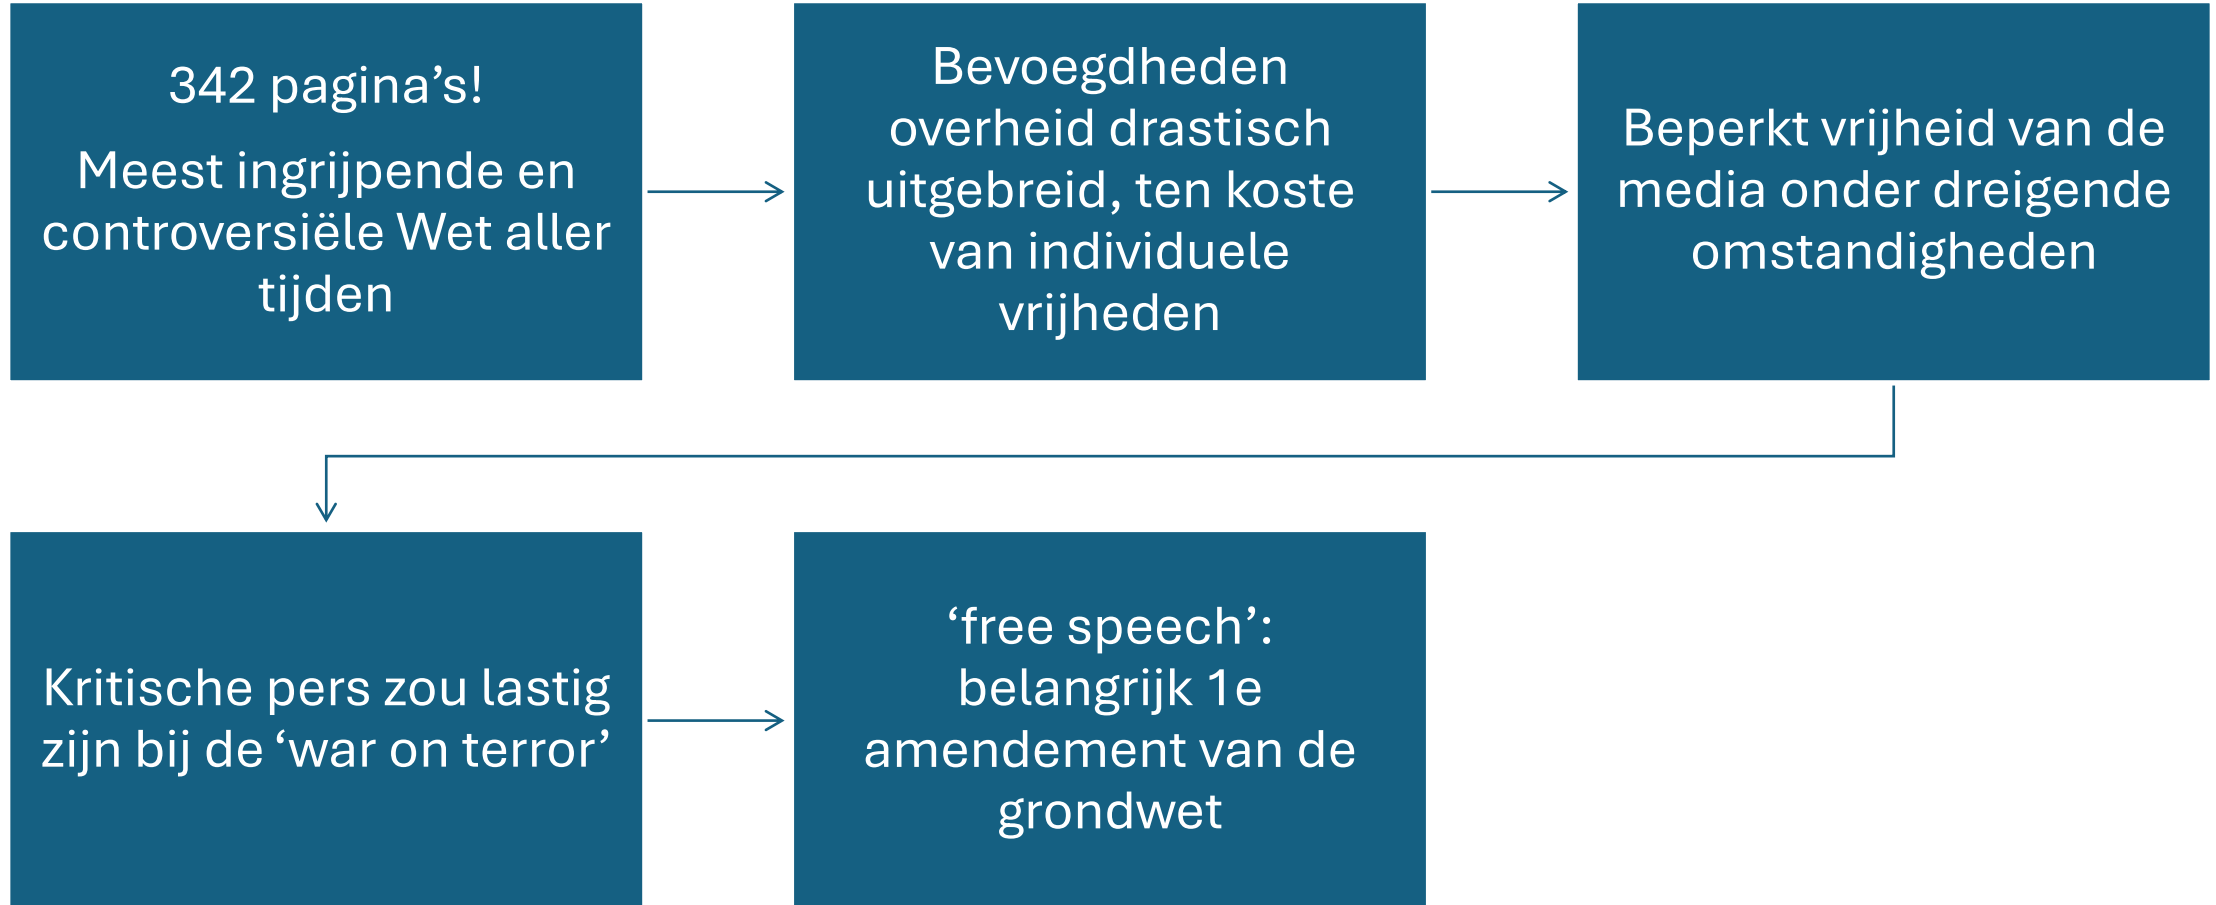 342 pagina’s!
Meest ingrijpende en
controversiële Wet aller
tijden
Bevoegdheden
overheid drastisch
uitgebreid, ten koste
van individuele
vrijheden
Beperkt vrijheid van de
media onder dreigende
omstandigheden
Kritische pers zou lastig
zijn bij de ‘war on terror’
‘free speech’:
belangrijk 1e
amendement van de
grondwet